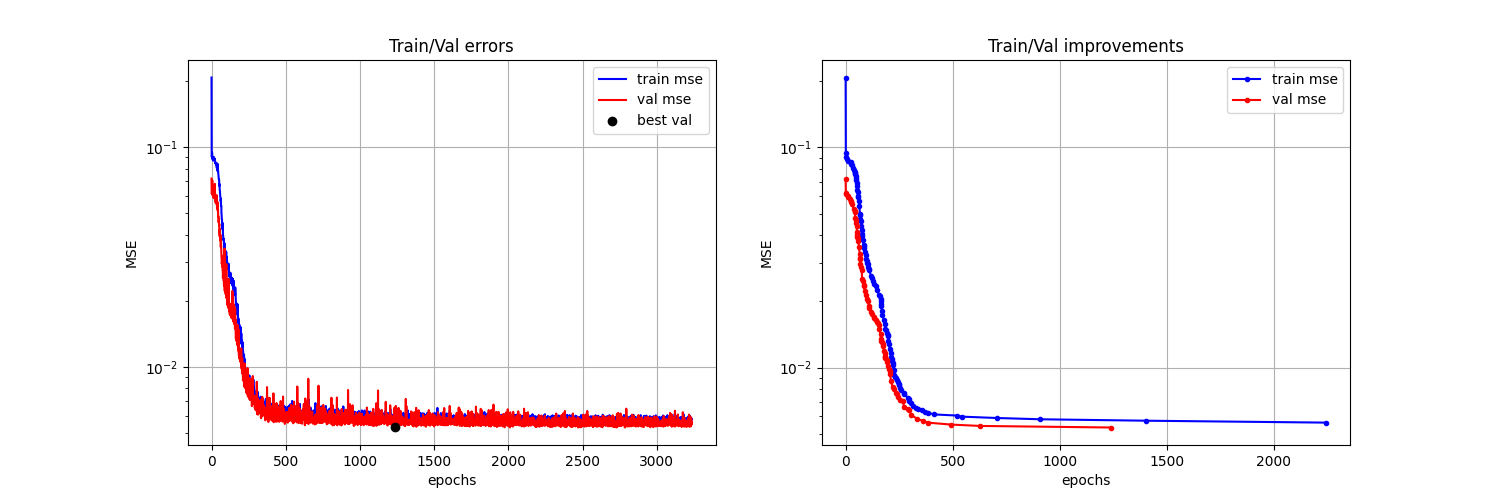 Train/Val errors
train mse
val mse
best val
10⁻¹
10⁻²
MSE
0 500 1000 1500 2000 2500 3000
epochs
Train/Val improvements
train mse
val mse
10⁻¹
10⁻²
MSE
0 500 1000 1500 2000
epochs